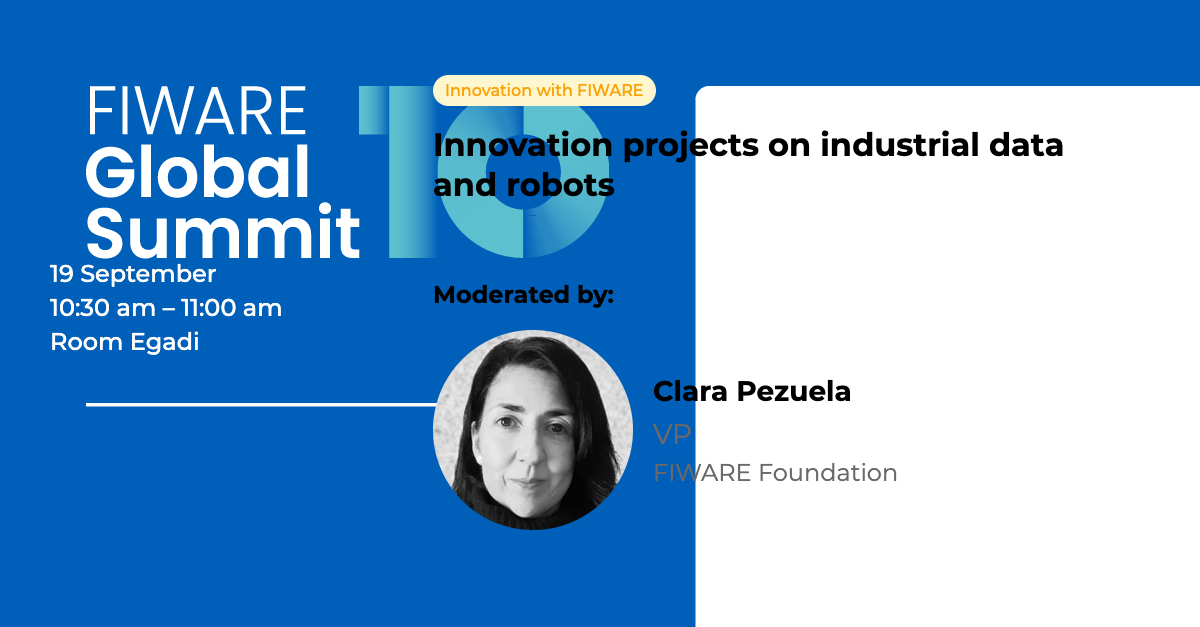 FIWARE
Global
Summit
10
19 September
10:30 am – 11:00 am
Room Egadi
Innovation with FIWARE
Innovation projects on industrial data
and robots
Moderated by:
Clara Pezuela
VP
FIWARE Foundation